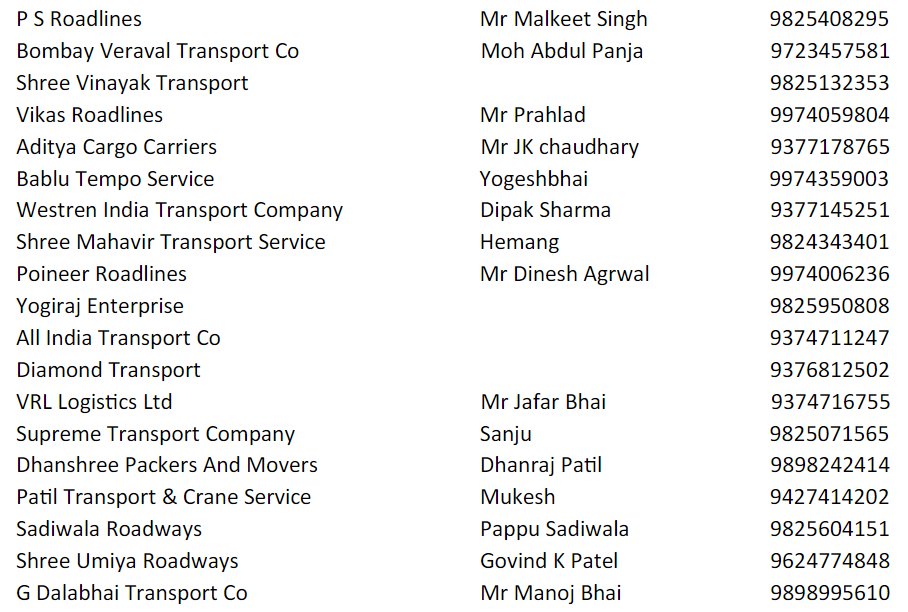 P S Roadlines Mr Malkeet Singh 9825408295
Bombay Veraval Transport Co Moh Abdul Panja 9723457581
Shree Vinayak Transport 9825132353
Vikas Roadlines Mr Prahlad 9974059804
Aditya Cargo Carriers Mr JK chaudhary 9377178765
Bablu Tempo Service Yogeshbhai 9974359003
Westren India Transport Company Dipak Sharma 9377145251
Shree Mahavir Transport Service Hemang 9824343401
Poineer Roadlines Mr Dinesh Agrwal 9974006236
Yogiraj Enterprise 9825950808
All India Transport Co 9374711247
Diamond Transport 9376812502
VRL Logistics Ltd Mr Jafar Bhai 9374716755
Supreme Transport Company Sanju 9825071565
Dhanshree Packers And Movers Dhanraj Patil 9898242414
Patil Transport & Crane Service Mukesh 9427414202
Sadiwala Roadways Pappu Sadiwala 9825604151
Shree Umiya Roadways Govind K Patel 9624774848
G Dalabhai Transport Co Mr Manoj Bhai 9898995610